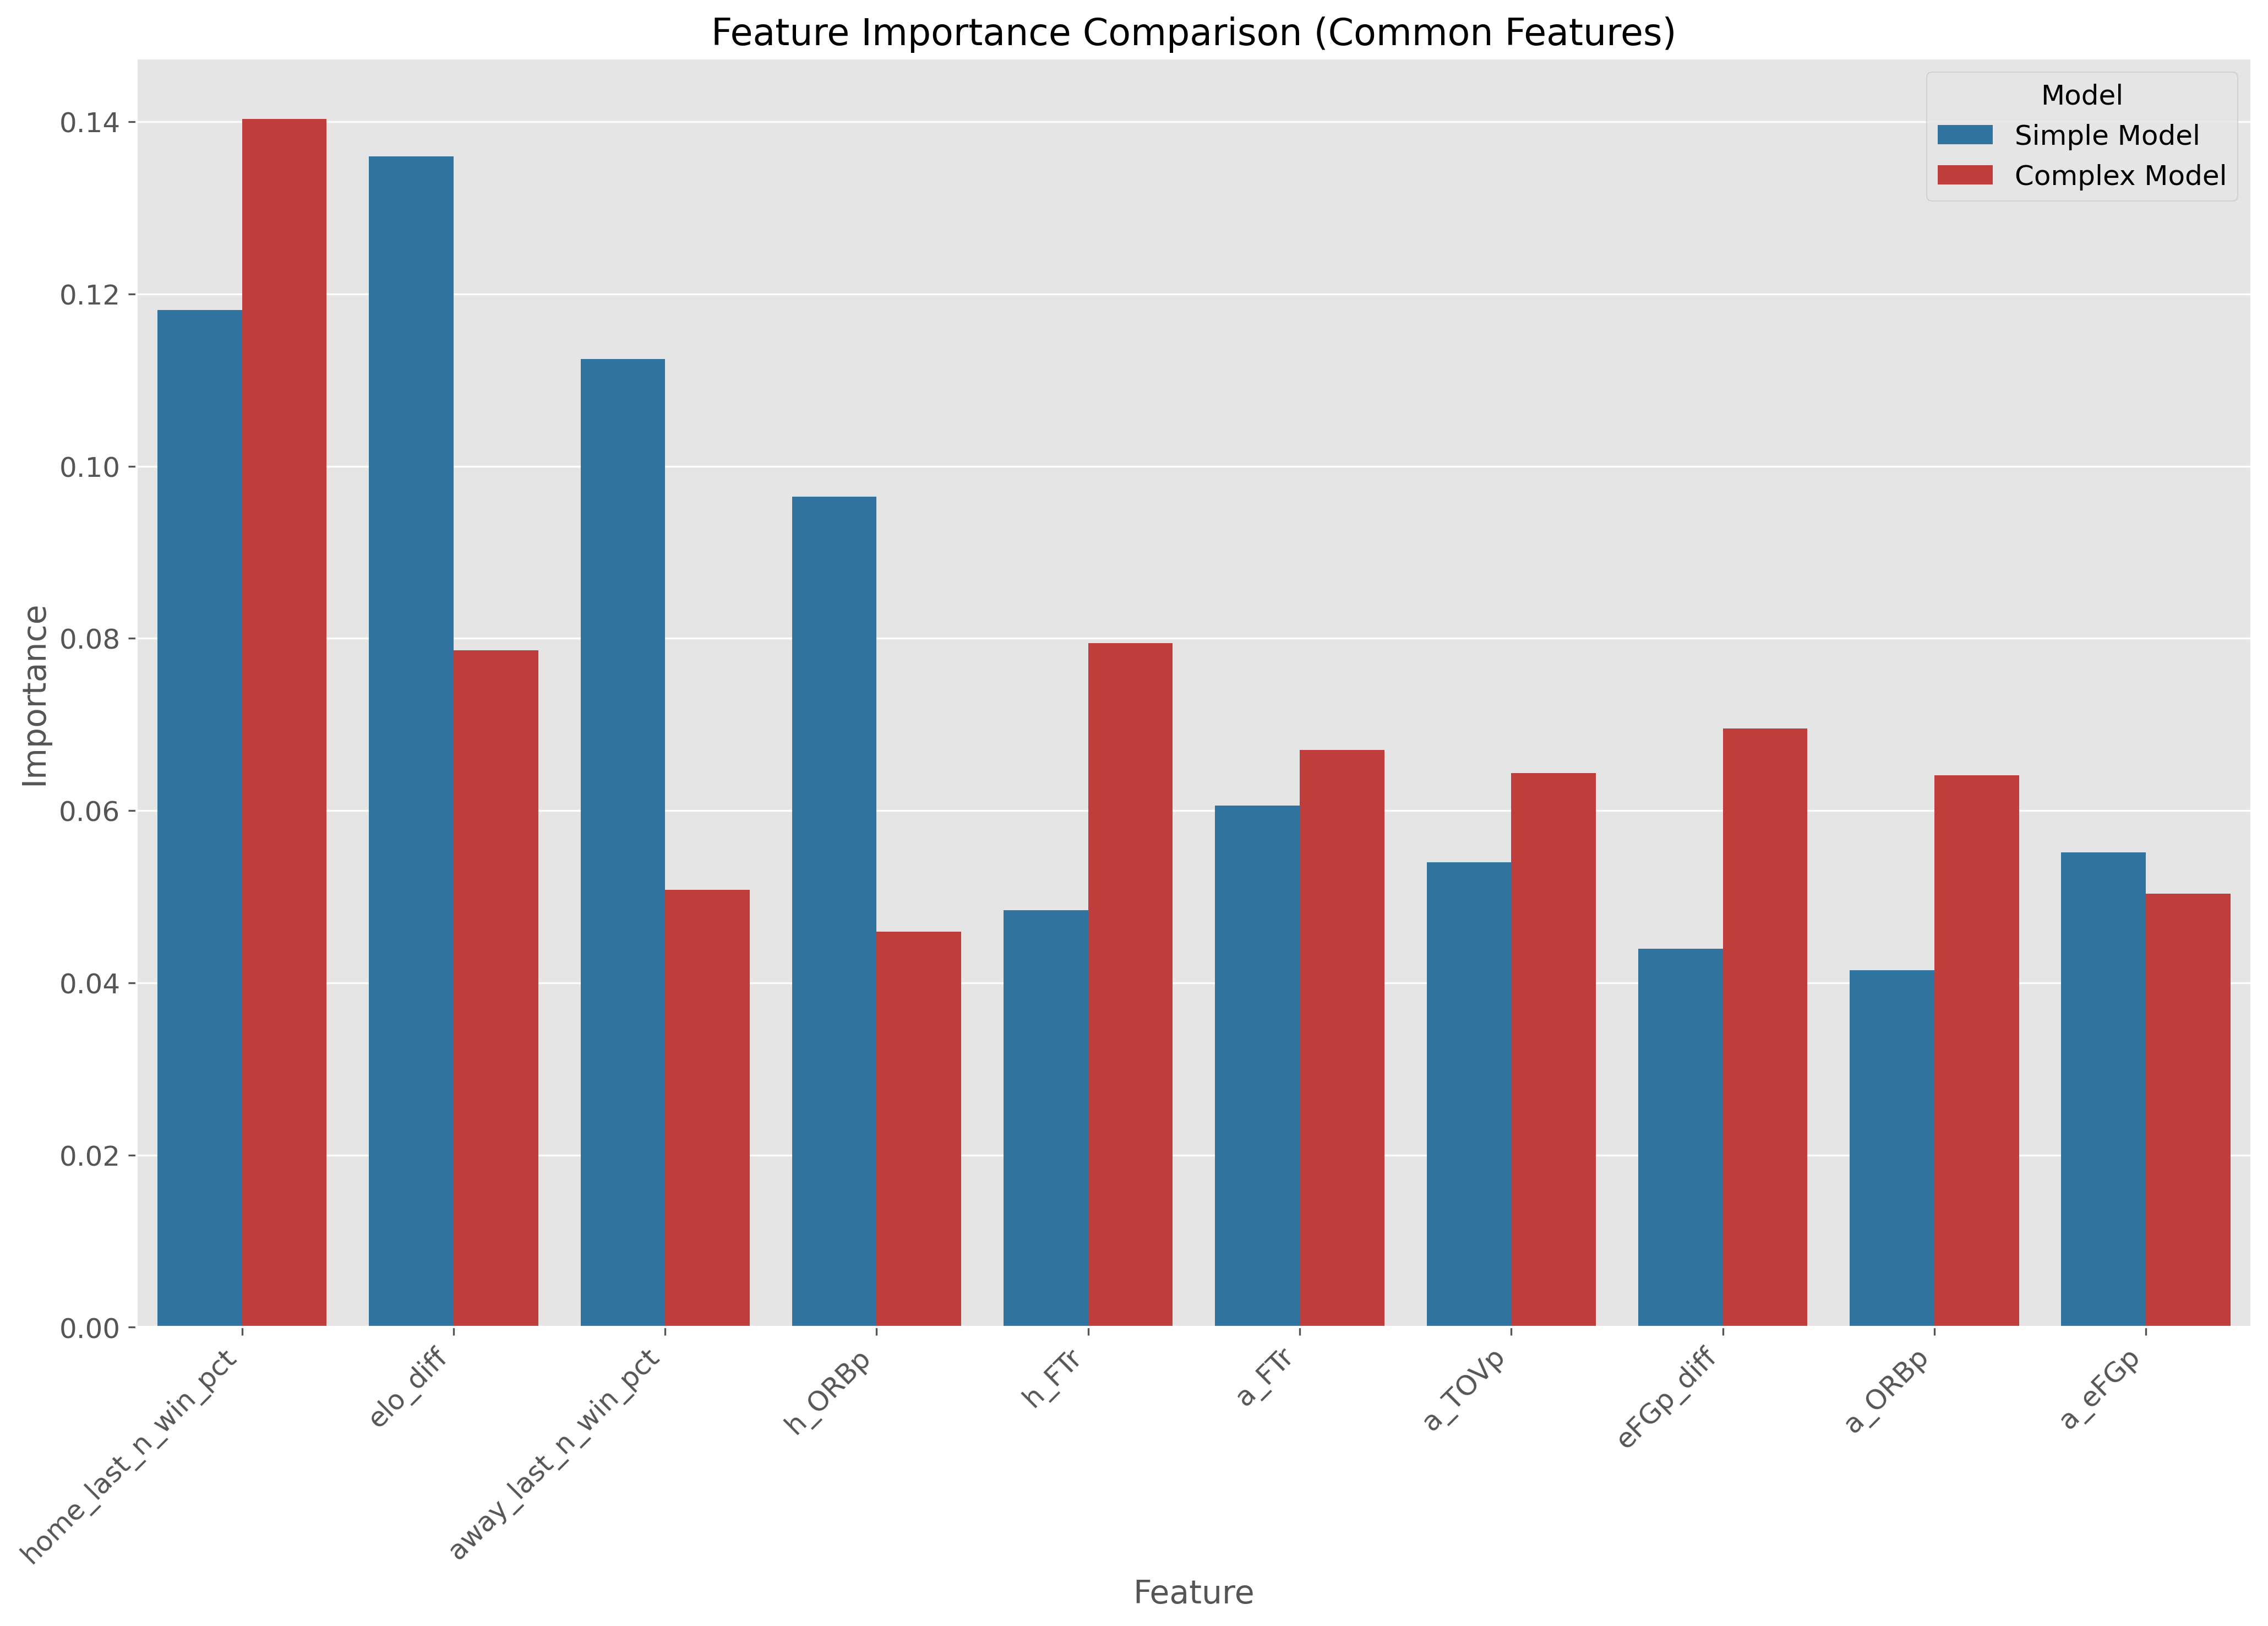 Feature Importance Comparison (Common Features)
Model
Simple Model
Complex Model
Importance
0.14
0.12
0.10
0.08
0.06
0.04
0.02
0.00
home_last_n_win_pct
elo_diff
away_last_n_win_pct
h_ORBp
h_FTr
a_FTr
a_TOVp
eFGp_diff
a_ORBp
a_eFGp
Feature